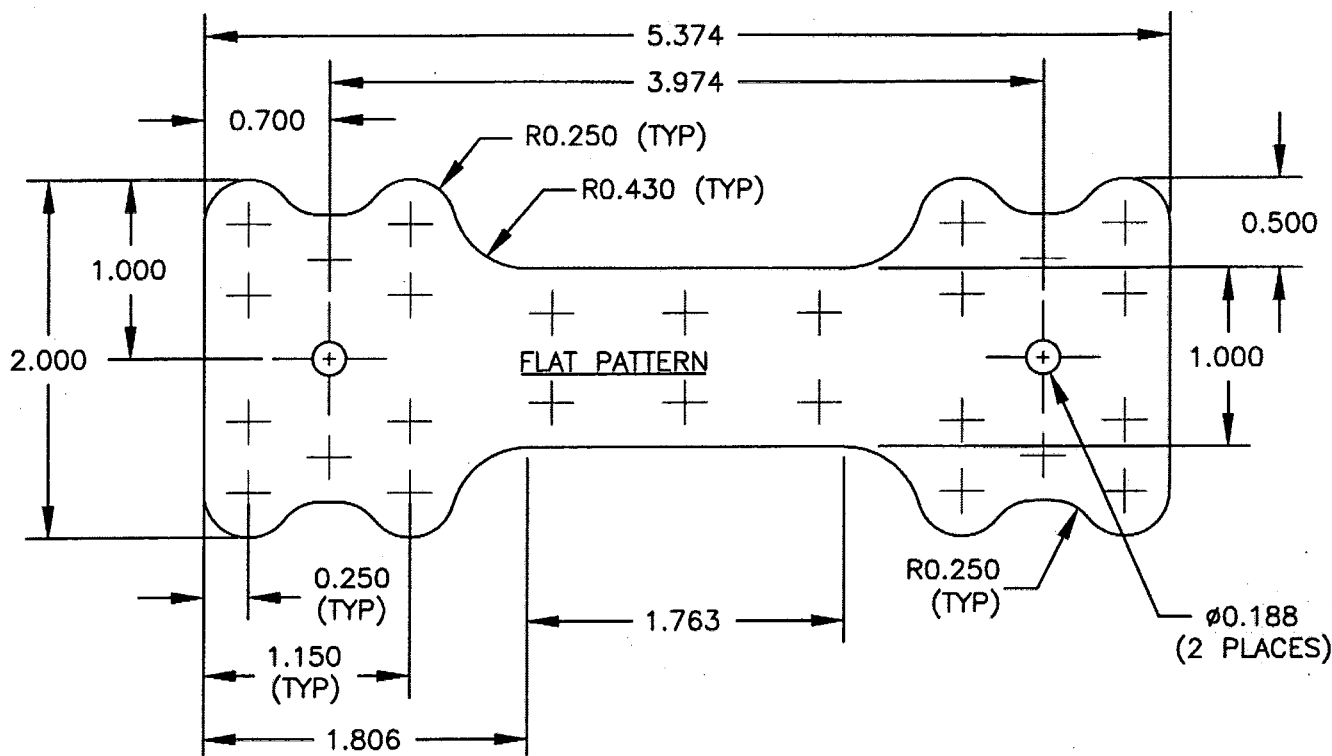 5.374
3.974
0.700
R0.250 (TYP)
R0.430 (TYP)
0.500
1.000
2.000
FLAT PATTERN
1.000
0.250
(TYP)
R0.250
(TYP)
1.763
ø0.188
(2 PLACES)
1.150
(TYP)
1.806